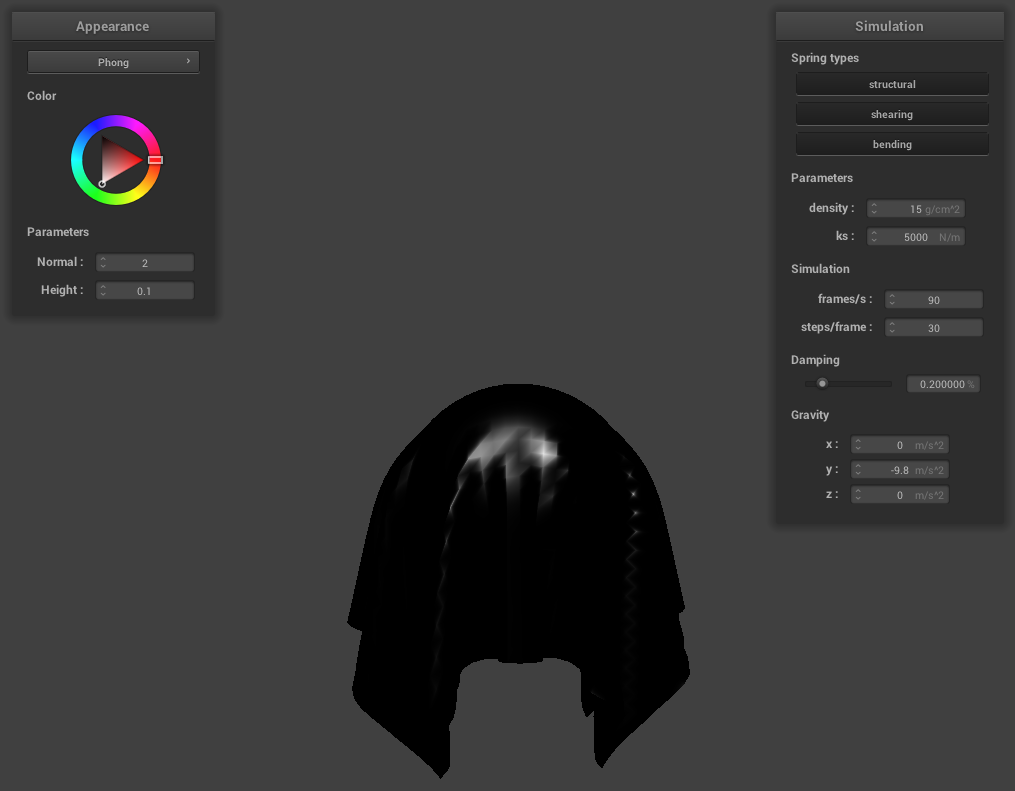 Appearance
Phong
Color
Parameters
Normal : 2
Height : 0.1
Simulation
Spring types
structural
shearing
bending
Parameters
density : 15 g/cm^2
ks : 5000 N/m
Simulation
frames/s : 90
steps/frame : 30
Damping
0.200000 %
Gravity
x : 0 m/s^2
y : -9.8 m/s^2
z : 0 m/s^2